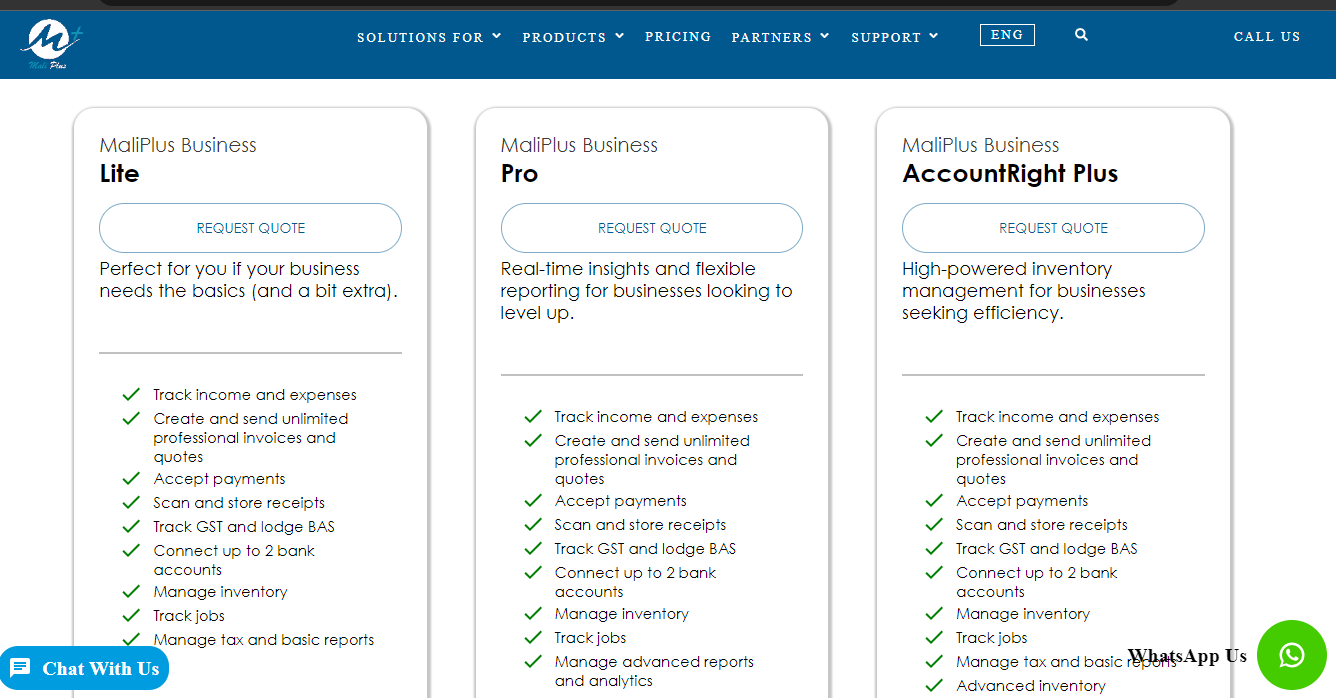 Mali Plus
SOLUTIONS FOR
PRODUCTS
PRICING
PARTNERS
SUPPORT
ENG
CALL US
MaliPlus Business
Lite
REQUEST QUOTE
Perfect for you if your business
needs the basics (and a bit extra).
Track income and expenses
Create and send unlimited
professional invoices and
quotes
Accept payments
Scan and store receipts
Track GST and lodge BAS
Connect up to 2 bank
accounts
Manage inventory
Track jobs
Manage tax and basic reports
MaliPlus Business
Pro
REQUEST QUOTE
Real-time insights and flexible
reporting for businesses looking to
level up.
Track income and expenses
Create and send unlimited
professional invoices and
quotes
Accept payments
Scan and store receipts
Track GST and lodge BAS
Connect up to 2 bank
accounts
Manage inventory
Track jobs
Manage advanced reports
and analytics
MaliPlus Business
AccountRight Plus
REQUEST QUOTE
High-powered inventory
management for businesses
seeking efficiency.
Track income and expenses
Create and send unlimited
professional invoices and
quotes
Accept payments
Scan and store receipts
Track GST and lodge BAS
Connect up to 2 bank
accounts
Manage inventory
Track jobs
Manage tax and basic reports
Advanced inventory
Chat With Us
WhatsApp Us